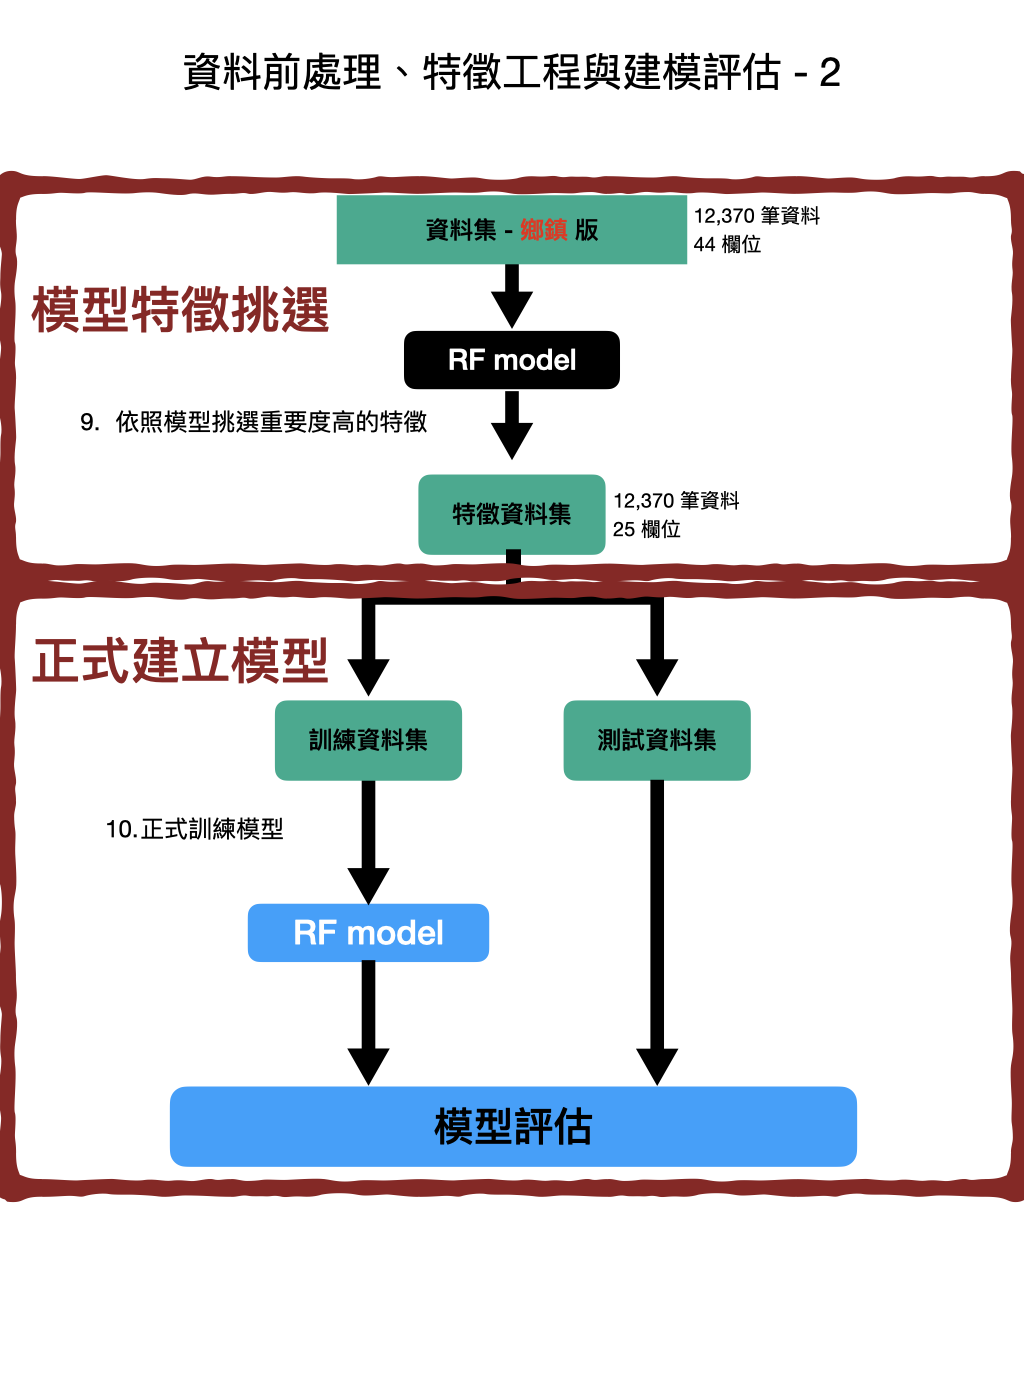 資料前處理、特徵工程與建模評估 - 2
資料集 - 鄉鎮 版
12,370 筆資料
44 欄位
模型特徵挑選
RF model
9. 依照模型挑選重要度高的特徵
特徵資料集
12,370 筆資料
25 欄位
正式建立模型
訓練資料集
測試資料集
10.正式訓練模型
RF model
模型評估